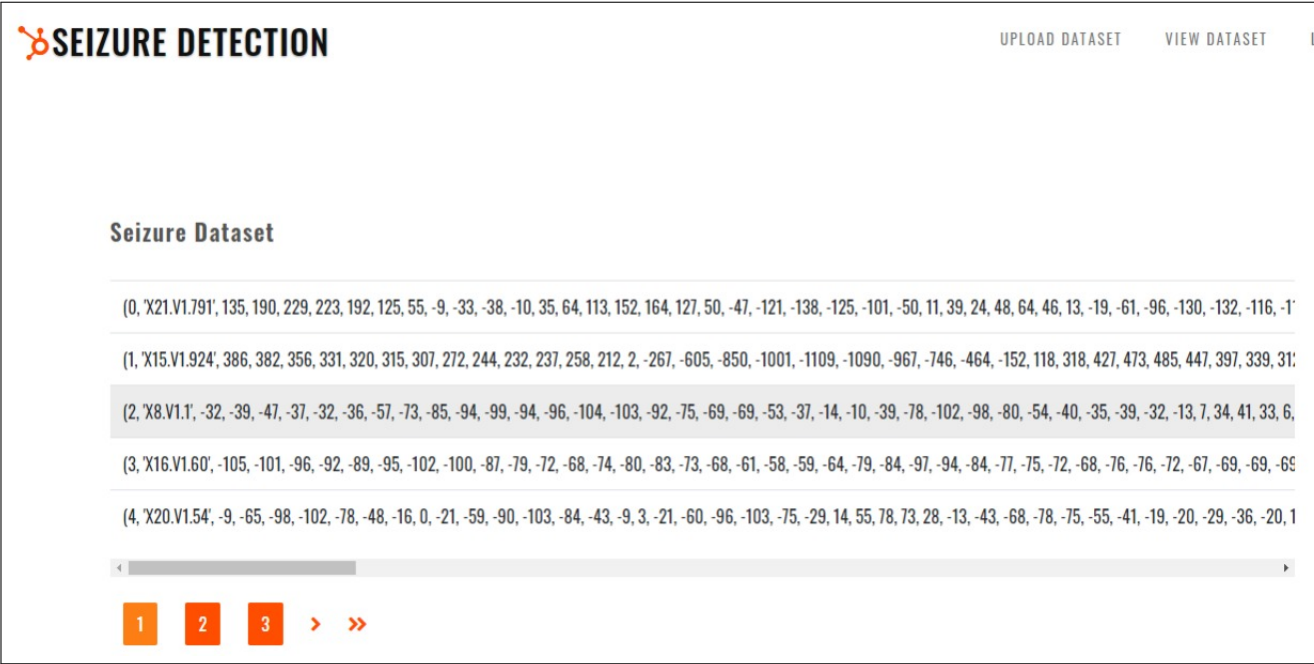 SEIZURE DETECTION
UPLOAD DATASET VIEW DATASET
Seizure Dataset
(0, 'X21.V1.791', 135, 190, 229, 223, 192, 125, 55, -9, -33, -38, -10, 35, 64, 113, 152, 164, 127, 50, -47, -121, -138, -125, -101, -50, 11, 39, 24, 48, 64, 46, 13, -19, -61, -96, -130, -132, -116,
(1, 'X15.V1.924', 386, 382, 356, 331, 320, 315, 307, 272, 244, 232, 237, 258, 212, 2, -267, -605, -850, -1001, -1109, -1090, -967, -746, -464, -152, 118, 318, 427, 473, 485, 447, 397, 339,
(2, 'X8.V1.1', -32, -39, -47, -37, -32, -36, -57, -73, -85, -94, -99, -94, -96, -104, -103, -92, -75, -69, -69, -53, -37, -14, -10, -39, -78, -102, -98, -80, -54, -40, -35, -39, -32, -13, 7, 34, 41, 33, 6,
(3, 'X16.V1.60', -105, -101, -96, -92, -89, -95, -102, -100, -87, -79, -72, -68, -74, -80, -83, -73, -68, -61, -58, -59, -64, -79, -84, -97, -94, -84, -77, -75, -72, -68, -76, -76, -72, -67, -69, -69, -69
(4, 'X20.V1.54', -9, -65, -98, -102, -78, -48, -16, 0, -21, -59, -90, -103, -84, -43, -9, 3, -21, -60, -96, -103, -75, -29, 14, 55, 78, 73, 28, -13, -43, -68, -78, -75, -55, -41, -19, -20, -29, -36, -20, 1
1 2 3 > >>